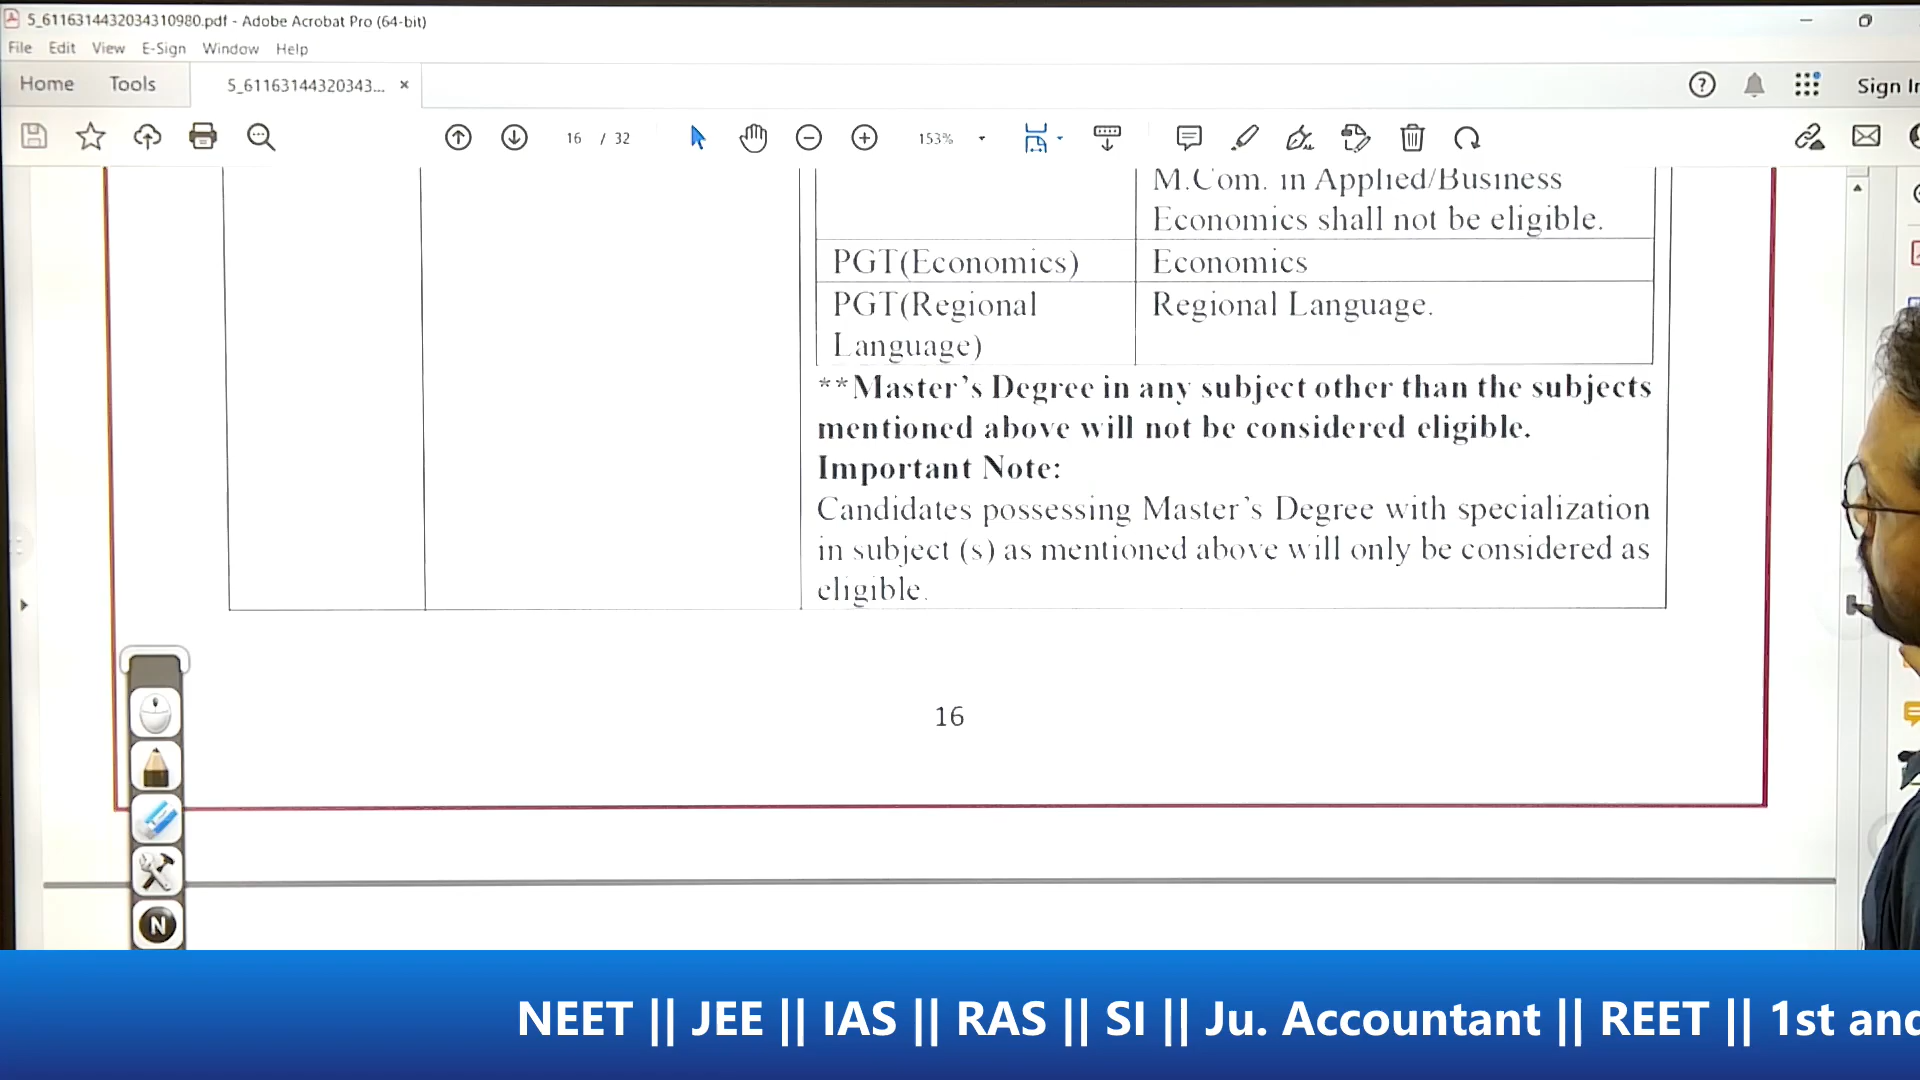 5_6116314432034310980.pdf - Adobe Acrobat Pro (64-bit)
File Edit View E-Sign Window Help
Home Tools 5_61163144320343... ×
Sign In
16 / 32 153%
M.Com. in Applied/Business
Economics shall not be eligible.
PGT(Economics) Economics
PGT(Regional Regional Language.
Language)
**Master's Degree in any subject other than the subjects
mentioned above will not be considered eligible.
Important Note:
Candidates possessing Master's Degree with specialization
in subject (s) as mentioned above will only be considered as
eligible.
16
N
NEET || JEE || IAS || RAS || SI || Ju. Accountant || REET || 1st and